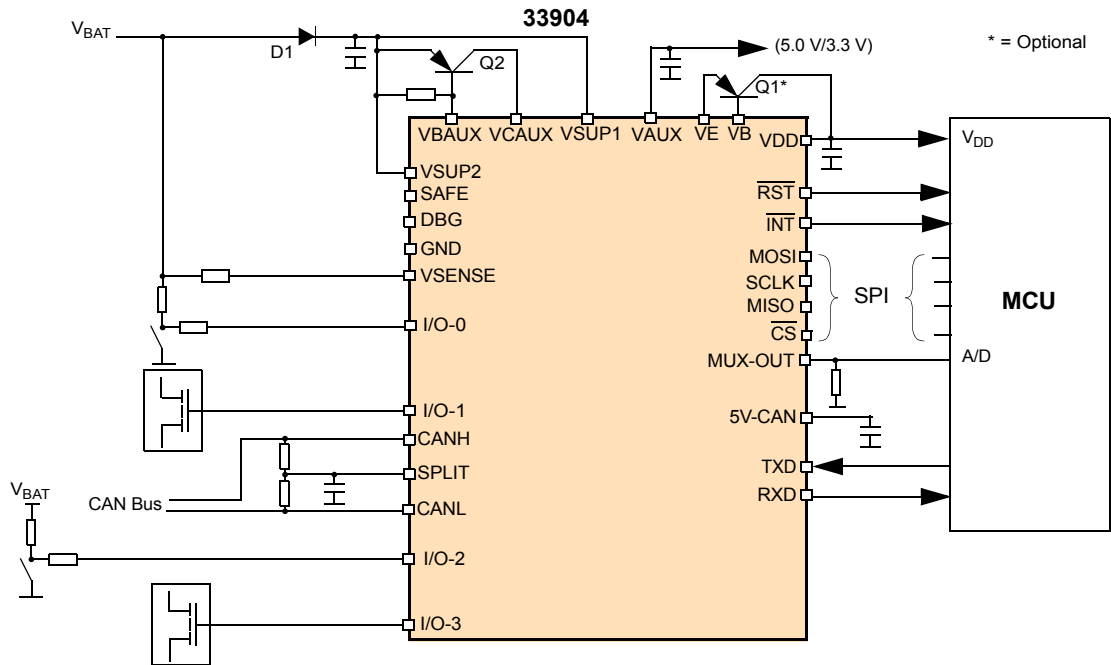 33904
VBAT
D1
Q2
(5.0 V/3.3 V)
* = Optional
Q1*
VBAUX VCAUX VSUP1 VAUX VE VB
VDD
VDD
VSUP2
SAFE
RST
DBG
INT
GND
MOSI
VSENSE
SCLK
SPI
MCU
MISO
I/O-0
CS
MUX-OUT
A/D
I/O-1
5V-CAN
CANH
SPLIT
TXD
VBAT
RXD
CAN Bus
CANL
I/O-2
I/O-3